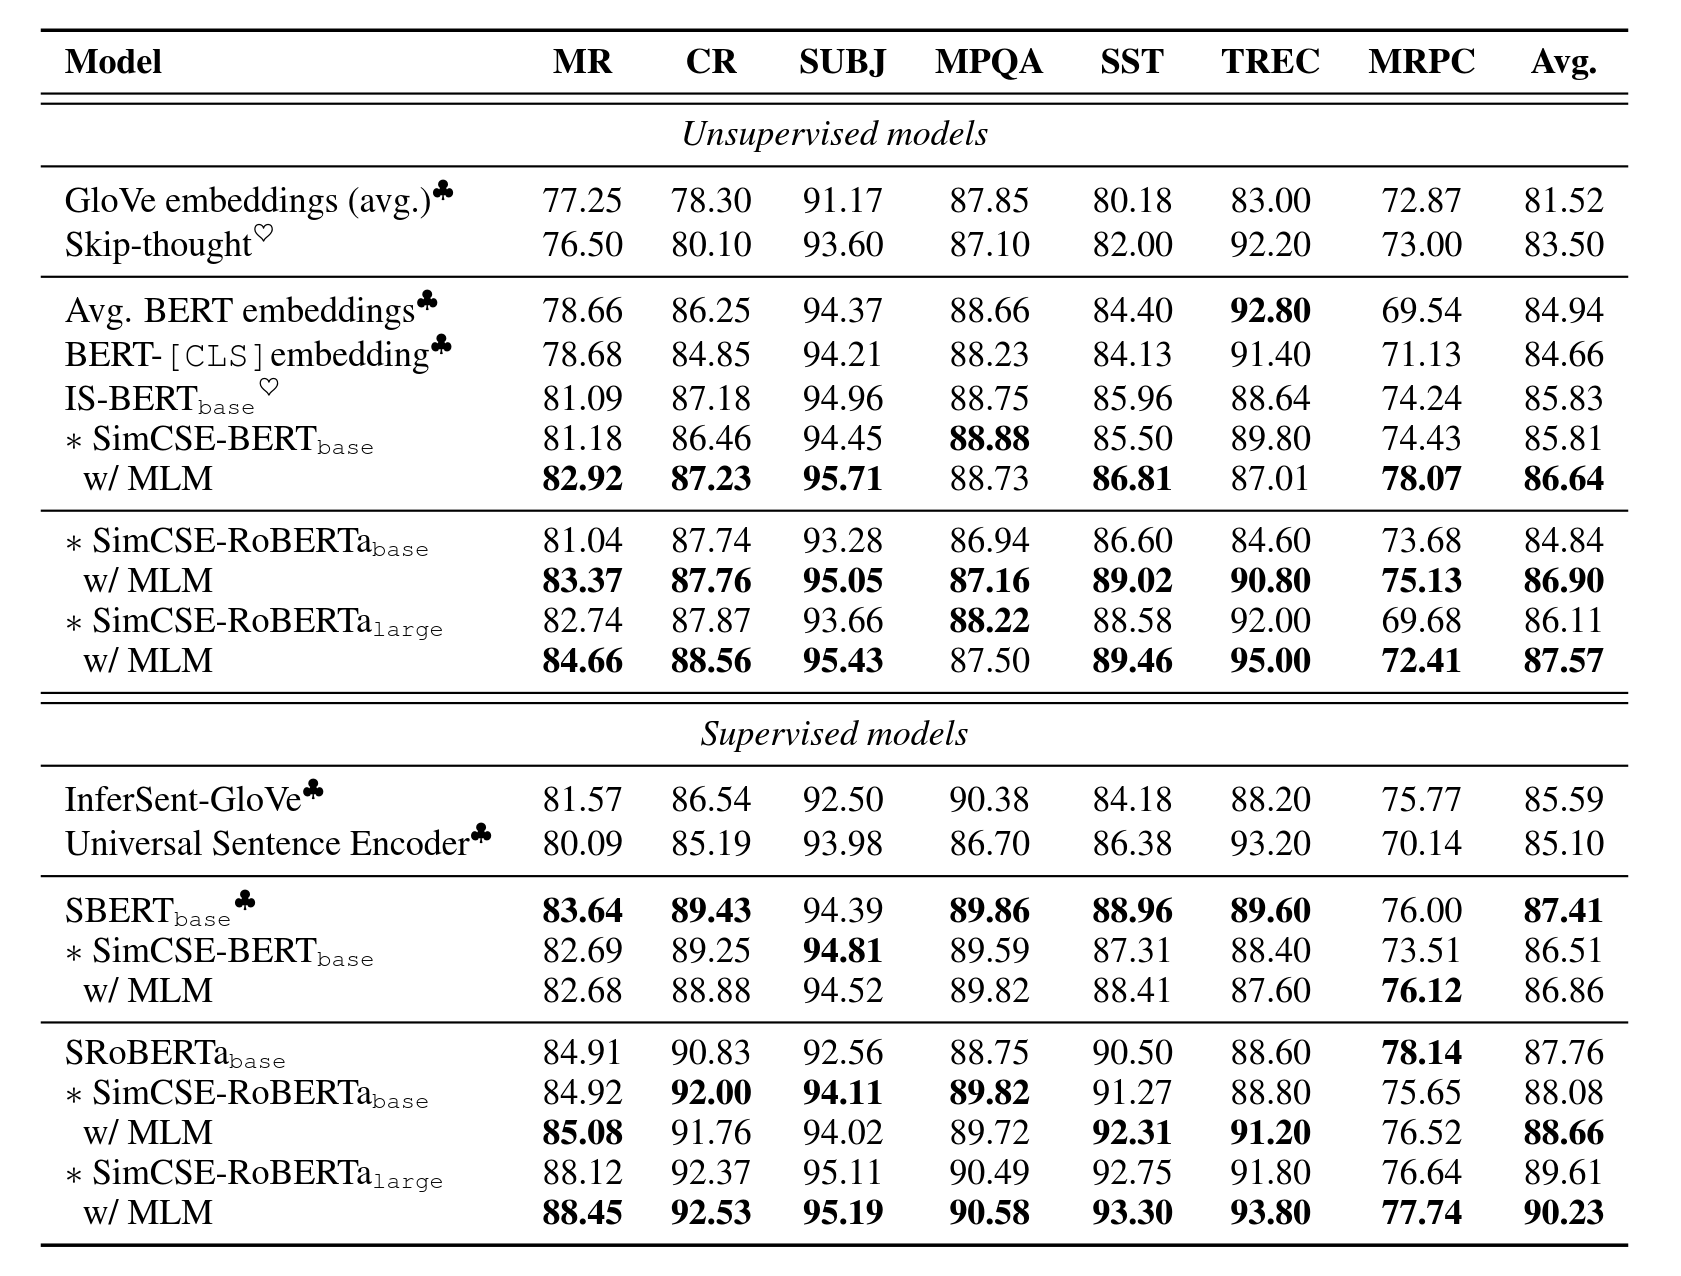 Model MR CR SUBJ MPQA SST TREC MRPC Avg.
Unsupervised models
GloVe embeddings (avg.)♣ 77.25 78.30 91.17 87.85 80.18 83.00 72.87 81.52
Skip-thought♡ 76.50 80.10 93.60 87.10 82.00 92.20 73.00 83.50
Avg. BERT embeddings♣ 78.66 86.25 94.37 88.66 84.40 92.80 69.54 84.94
BERT-[CLS]embedding♣ 78.68 84.85 94.21 88.23 84.13 91.40 71.13 84.66
IS-BERTbase♡ 81.09 87.18 94.96 88.75 85.96 88.64 74.24 85.83
∗ SimCSE-BERTbase 81.18 86.46 94.45 88.88 85.50 89.80 74.43 85.81
w/ MLM 82.92 87.23 95.71 88.73 86.81 87.01 78.07 86.64
∗ SimCSE-RoBERTabase 81.04 87.74 93.28 86.94 86.60 84.60 73.68 84.84
w/ MLM 83.37 87.76 95.05 87.16 89.02 90.80 75.13 86.90
∗ SimCSE-RoBERTalarge 82.74 87.87 93.66 88.22 88.58 92.00 69.68 86.11
w/ MLM 84.66 88.56 95.43 87.50 89.46 95.00 72.41 87.57
Supervised models
InferSent-GloVe♣ 81.57 86.54 92.50 90.38 84.18 88.20 75.77 85.59
Universal Sentence Encoder♣ 80.09 85.19 93.98 86.70 86.38 93.20 70.14 85.10
SBERTbase♣ 83.64 89.43 94.39 89.86 88.96 89.60 76.00 87.41
∗ SimCSE-BERTbase 82.69 89.25 94.81 89.59 87.31 88.40 73.51 86.51
w/ MLM 82.68 88.88 94.52 89.82 88.41 87.60 76.12 86.86
SRoBERTabase 84.91 90.83 92.56 88.75 90.50 88.60 78.14 87.76
∗ SimCSE-RoBERTabase 84.92 92.00 94.11 89.82 91.27 88.80 75.65 88.08
w/ MLM 85.08 91.76 94.02 89.72 92.31 91.20 76.52 88.66
∗ SimCSE-RoBERTalarge 88.12 92.37 95.11 90.49 92.75 91.80 76.64 89.61
w/ MLM 88.45 92.53 95.19 90.58 93.30 93.80 77.74 90.23